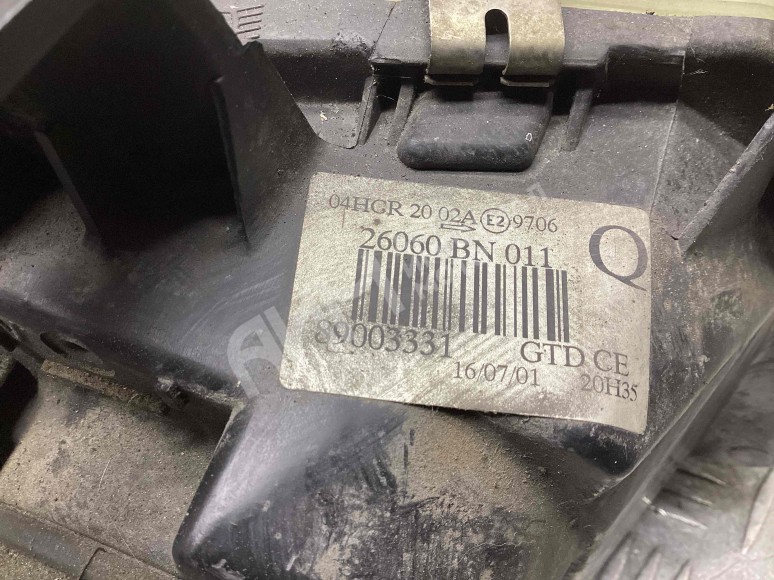 04HCR 20 02A E2 9706
26060 BN 011
Q
89003331
GTD CE
16/07/01
20H35